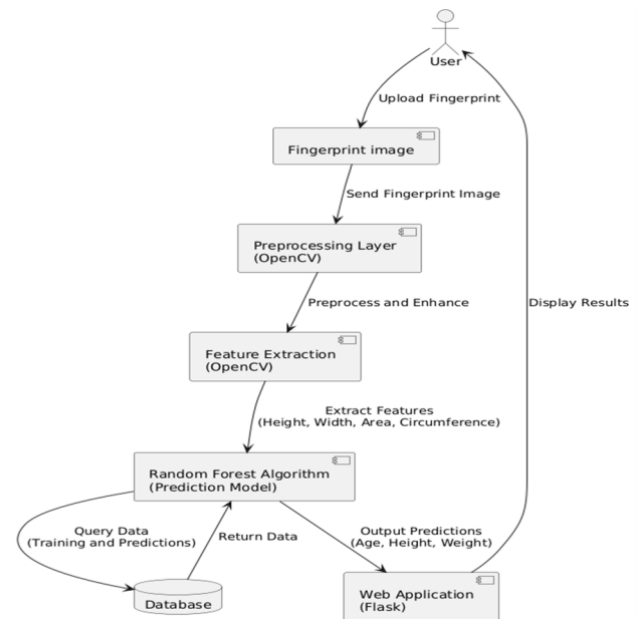 User
Upload Fingerprint
Fingerprint image
Send Fingerprint Image
Preprocessing Layer
(OpenCV)
Preprocess and Enhance
Display Results
Feature Extraction
(OpenCV)
Extract Features
(Height, Width, Area, Circumference)
Random Forest Algorithm
(Prediction Model)
Query Data
(Training and Predictions)
Return Data
Output Predictions
(Age, Height, Weight)
Database
Web Application
(Flask)